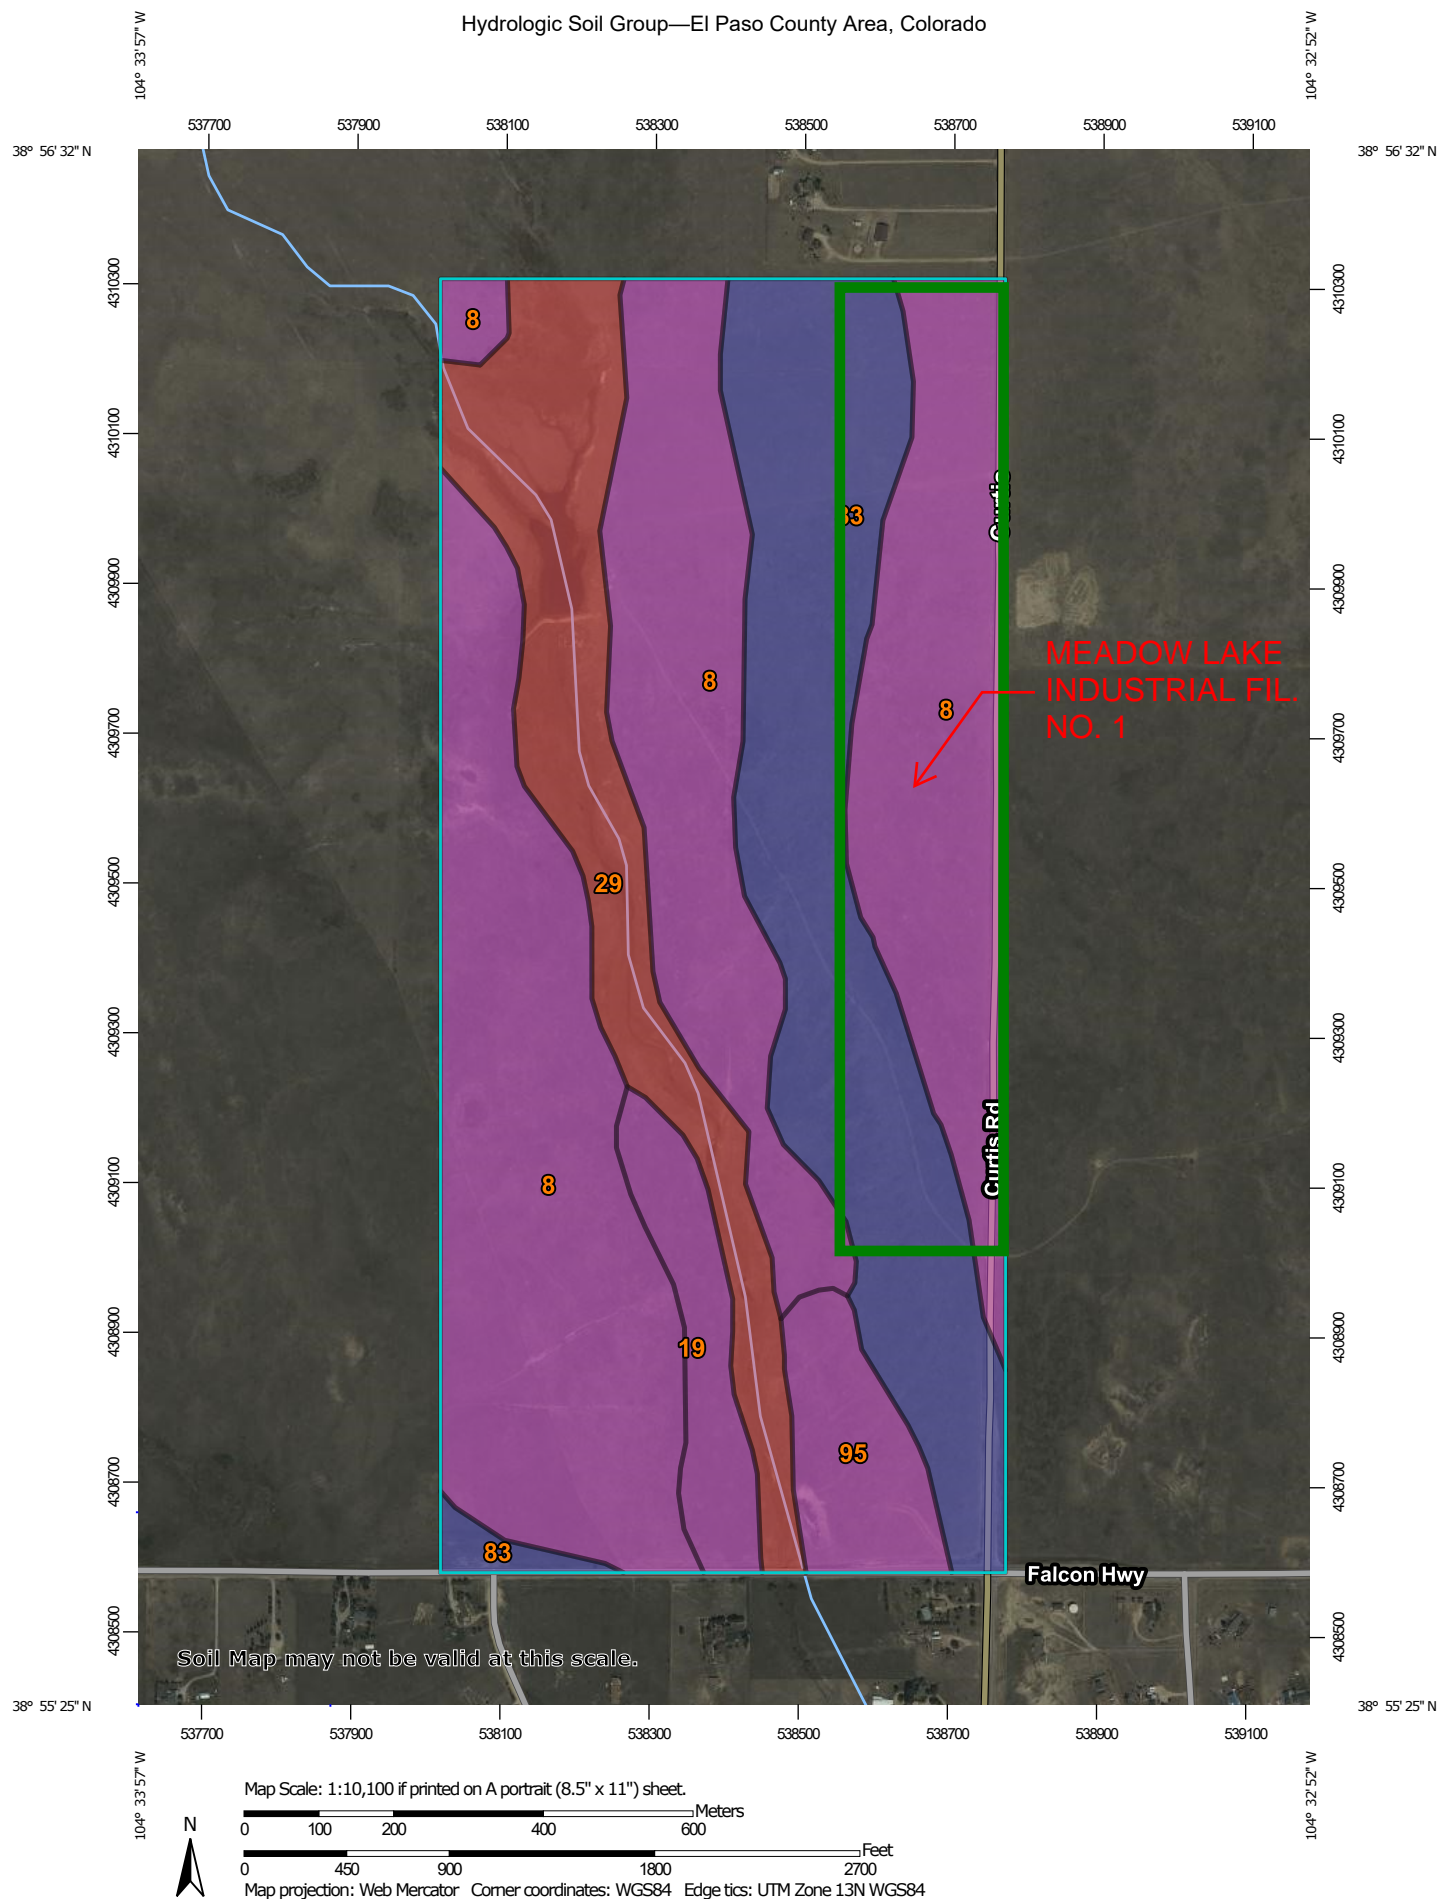 Hydrologic Soil Group—El Paso County Area, Colorado
104° 33' 57" W
104° 32' 52" W
537700 537900 538100 538300 538500 538700 538900 539100
38° 56' 32" N
38° 56' 32" N
4310300
4310300
8
4310100
4310100
Curtis
83
4309900
4309900
MEADOW LAKE
INDUSTRIAL FIL.
NO. 1
8
8
4309700
4309700
29
4309500
4309500
4309300
4309300
Curtis Rd
8
4309100
4309100
19
4308900
4308900
95
4308700
4308700
83
Falcon Hwy
4308500
4308500
Soil Map may not be valid at this scale.
38° 55' 25" N
38° 55' 25" N
537700 537900 538100 538300 538500 538700 538900 539100
104° 33' 57" W
104° 32' 52" W
Map Scale: 1:10,100 if printed on A portrait (8.5" x 11") sheet.
N
Meters
0 100 200 400 600
Feet
0 450 900 1800 2700
Map projection: Web Mercator Corner coordinates: WGS84 Edge tics: UTM Zone 13N WGS84